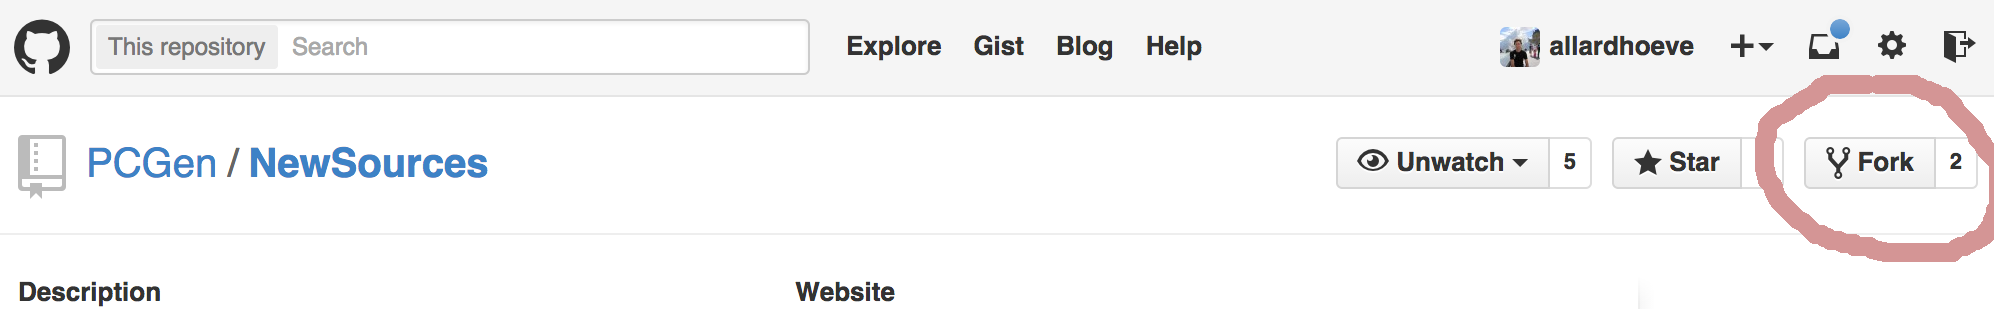 This repository Search Explore Gist Blog Help allardhoeve
PCGen / NewSources Unwatch 5 Star Fork 2
Description Website